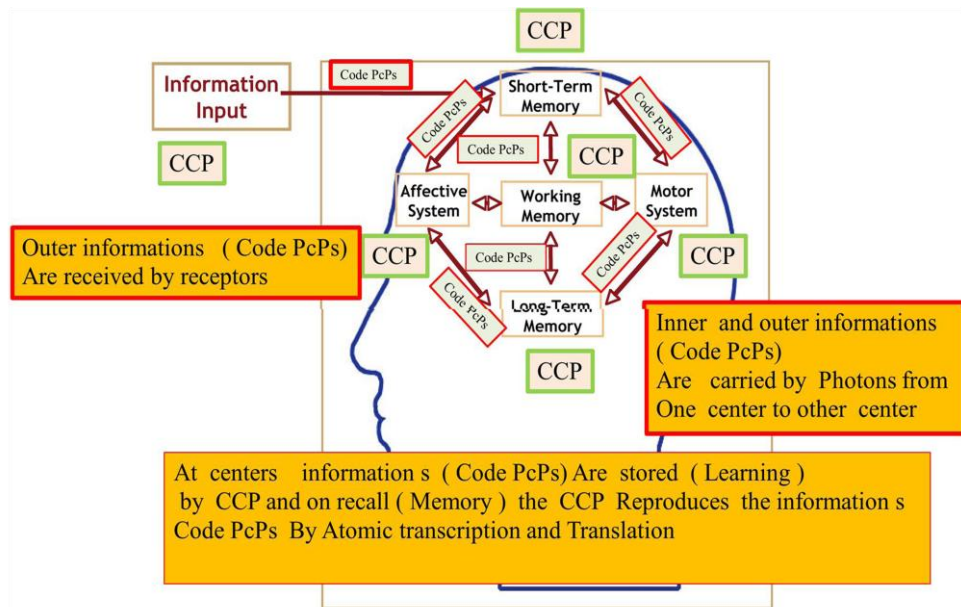 CCP
Code PcPs
Information
Input
Short-Term
Memory
Code PcPs
Code PcPs
CCP
Code PcPs
CCP
Affective
System
Working
Memory
Motor
System
Outer informations ( Code PcPs)
Are received by receptors
CCP
Code PcPs
Code PcPs
CCP
Code PcPs
Long-Term
Memory
Inner and outer informations
( Code PcPs)
Are carried by Photons from
One center to other center
CCP
At centers information s ( Code PcPs) Are stored ( Learning )
by CCP and on recall ( Memory ) the CCP Reproduces the information s
Code PcPs By Atomic transcription and Translation